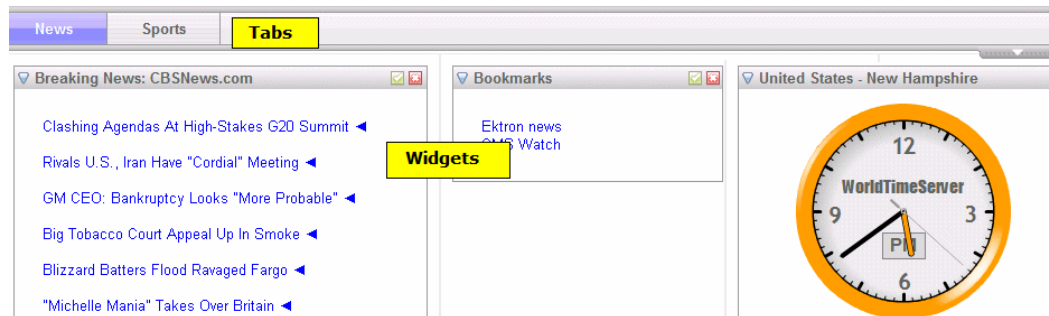 News
Sports
Tabs
Breaking News: CBSNews.com
Clashing Agendas At High-Stakes G20 Summit
Rivals U.S., Iran Have "Cordial" Meeting
GM CEO: Bankruptcy Looks "More Probable"
Big Tobacco Court Appeal Up In Smoke
Blizzard Batters Flood Ravaged Fargo
"Michelle Mania" Takes Over Britain
Widgets
Bookmarks
Ektron news
CMS Watch
United States - New Hampshire
12
WorldTimeServer
9
3
PM
6